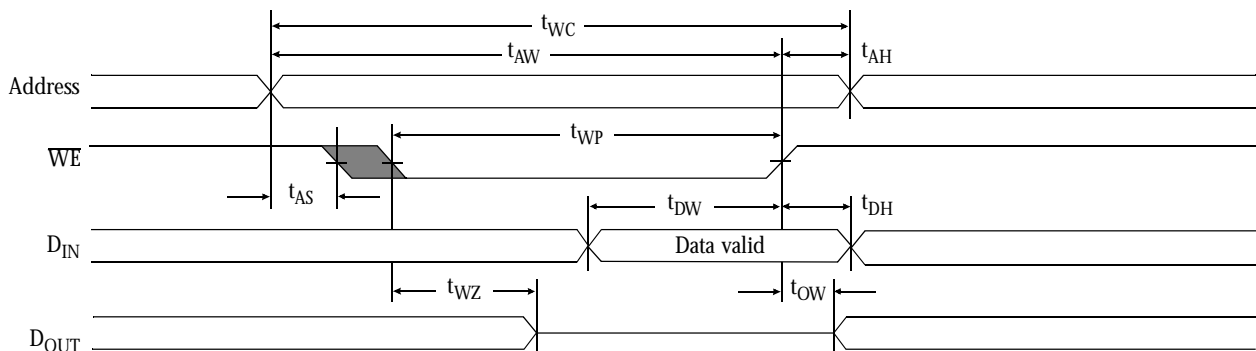 tWC
tAW
tAH
Address
tWP
WE
tAS
tDW
tDH
DIN
Data valid
tWZ
tOW
DOUT